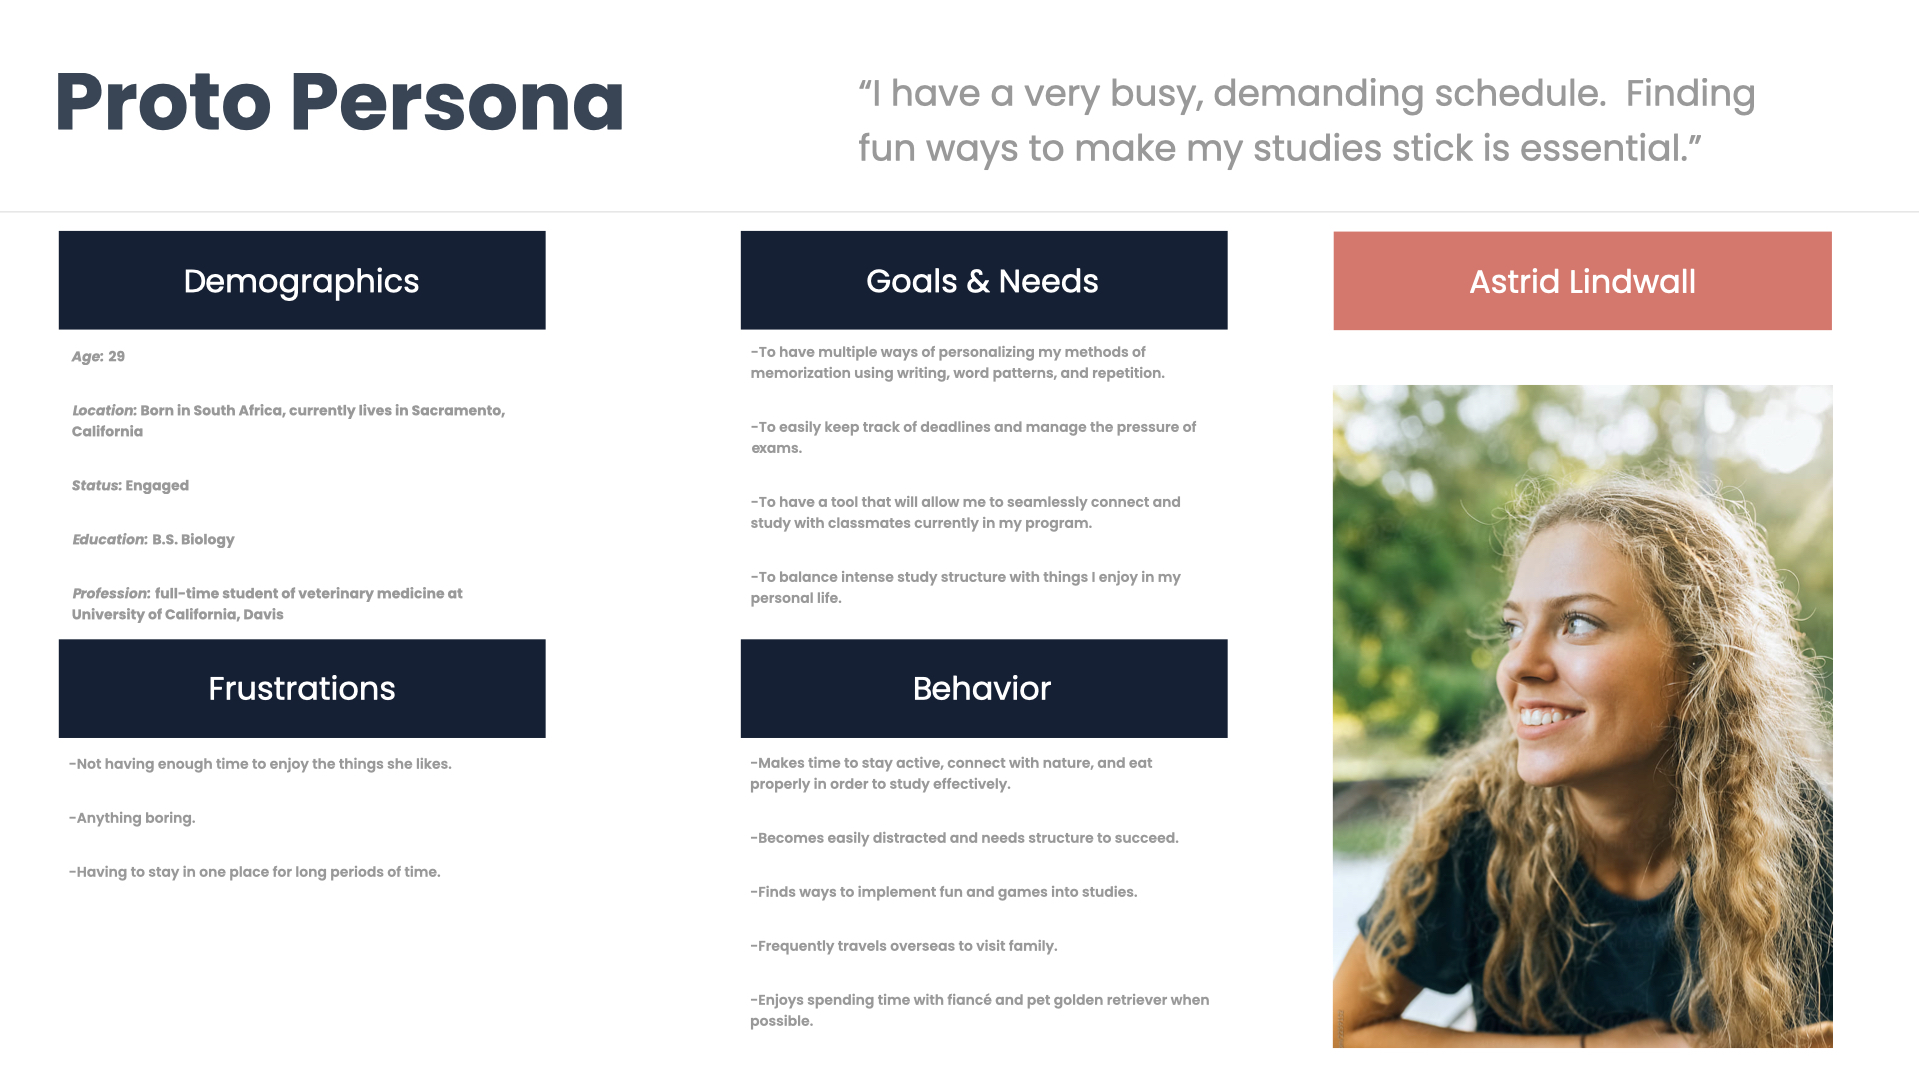 Proto Persona
“I have a very busy, demanding schedule.  Finding
fun ways to make my studies stick is essential.”
Demographics
Age: 29
Location: Born in South Africa, currently lives in Sacramento,
California
Status: Engaged
Education: B.S. Biology
Profession: full-time student of veterinary medicine at
University of California, Davis
Frustrations
-Not having enough time to enjoy the things she likes.
-Anything boring.
-Having to stay in one place for long periods of time.
Goals & Needs
-To have multiple ways of personalizing my methods of
memorization using writing, word patterns, and repetition.
-To easily keep track of deadlines and manage the pressure of
exams.
-To have a tool that will allow me to seamlessly connect and
study with classmates currently in my program.
-To balance intense study structure with things I enjoy in my
personal life.
Behavior
-Makes time to stay active, connect with nature, and eat
properly in order to study effectively.
-Becomes easily distracted and needs structure to succeed.
-Finds ways to implement fun and games into studies.
-Frequently travels overseas to visit family.
-Enjoys spending time with fiancé and pet golden retriever when
possible.
Astrid Lindwall